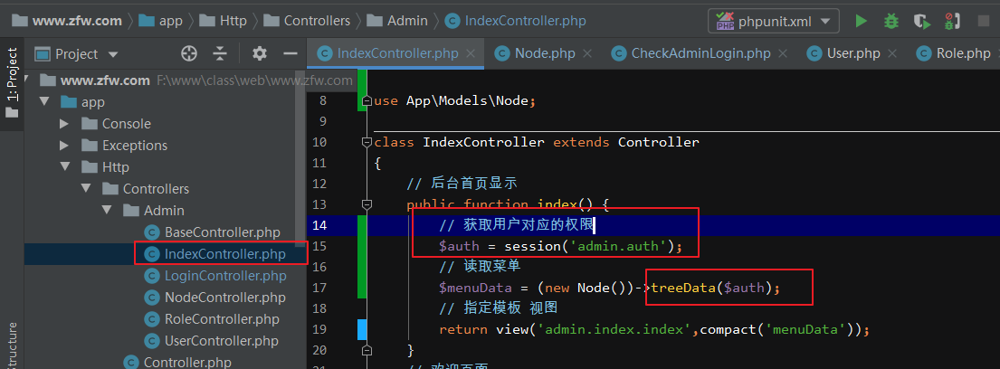 www.zfw.com app Http Controllers Admin IndexController.php phpunit.xml
1: Project
Project
IndexController.php Node.php CheckAdminLogin.php User.php Role.php
www.zfw.com F:\www\class\web\www.zfw.com
app
Console
Exceptions
Http
Controllers
Admin
BaseController.php
IndexController.php
LoginController.php
NodeController.php
RoleController.php
UserController.php
Controller.php
Structure
8 use App\Models\Node;
9
10 class IndexController extends Controller
11 {
12 // 后台首页显示
13 public function index() {
14 // 获取用户对应的权限
15 $auth = session('admin.auth');
16 // 读取菜单
17 $menuData = (new Node())->treeData($auth);
18 // 指定模板 视图
19 return view('admin.index.index',compact('menuData'));
20 }
// 欢迎页面